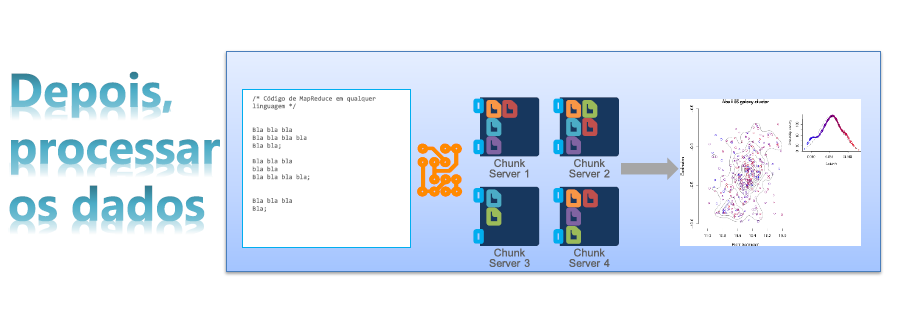 Depois,
processar
os dados
/* Código de MapReduce em qualquer
linguagem */
Bla bla bla
Bla bla bla bla
Bla bla;
Bla bla bla
bla bla
Bla bla bla bla;
Bla bla bla
Bla;
Chunk
Server 1
Chunk
Server 2
Chunk
Server 3
Chunk
Server 4
galaxy cluster